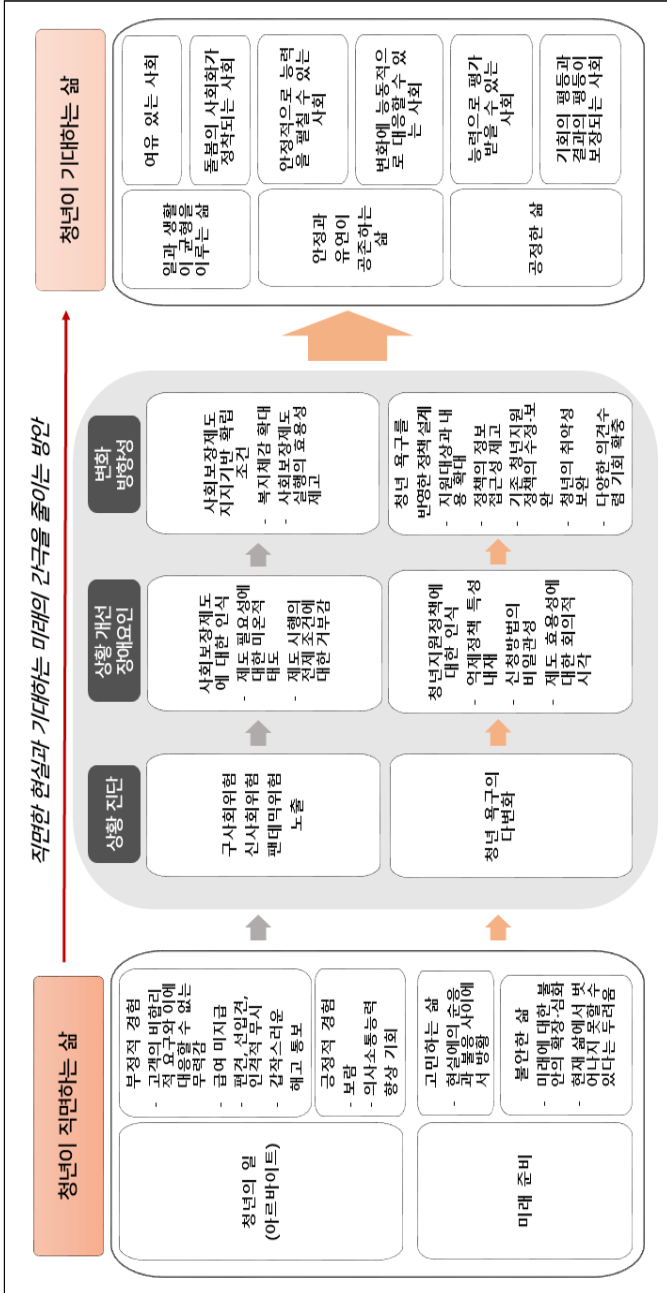 직면한 현실과 기대하는 미래의 간극을 줄이는 방안
청년이 직면하는 삶
청년의 일
(아르바이트)
부정적 경험
- 고객의 비합리
적 요구와 이에
대응할 수 없는
무력감
- 급여 미지급
- 편견, 선입견,
인격적 무시
- 갑작스러운
해고 통보
긍정적 경험
- 보람
- 의사소통능력
향상 기회
미래 준비
고민하는 삶
- 현실에의 순응
과 불응 사이에
서 방황
불안한 삶
- 미래에 대한 불
안의 확장·심화
- 현재 삶에서 벗
어나지 못할 수
있다는 두려움
상황 진단
구사회위험
신사회위험
팬데믹위험
노출
청년 욕구의
다변화
상황 개선
장애요인
사회보장제도
에 대한 인식
- 제도 필요성에
대한 미온적
태도
- 제도 시행의
전제 조건에
대한 거부감
청년지원정책에
대한 인식
- 억제정책 특성
내재
- 신청방법의
비일관성
- 제도 효용성에
대한 회의적
시각
변화
방향성
사회보장제도
지지기반 확립
조건
- 복지체감 확대
- 사회보장제도
실행의 효용성
제고
청년 욕구를
반영한 정책설계
- 지원대상과 내
용 확대
- 정책의 정보
접근성 제고
- 기존 청년지원
정책의 수정보
완
- 청년의 취약성
보완
- 다양한 의견수
렴 기회 확충
청년이 기대하는 삶
일과 생활
이 균형을
이루는 삶
여유 있는 사회
돌봄의 사회화가
정착되는 사회
안정과
유연이
공존하는
삶
안정적으로 능력
을 펼칠 수 있는
사회
변화에 능동적으
로 대응할 수 있
는 사회
공정한 삶
능력으로 평가
받을 수 있는
사회
기회의 평등과
결과의 평등이
보장되는 사회